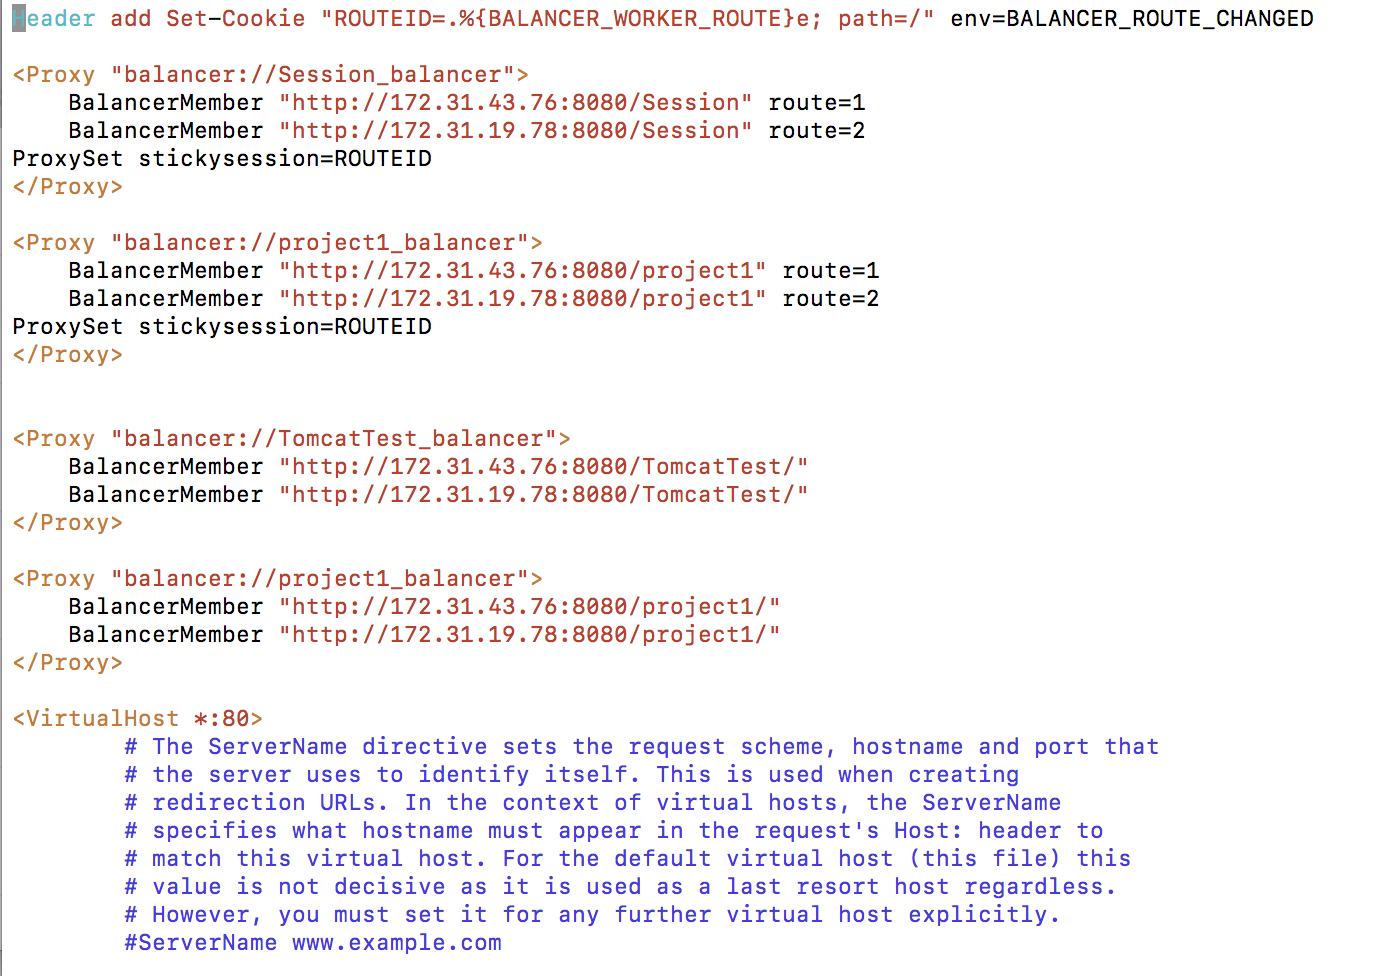 Header add Set-Cookie "ROUTEID=.%{BALANCER_WORKER_ROUTE}e; path=/" env=BALANCER_ROUTE_CHANGED
<Proxy "balancer://Session_balancer">
BalancerMember "http://172.31.43.76:8080/Session" route=1
BalancerMember "http://172.31.19.78:8080/Session" route=2
ProxySet stickysession=ROUTEID
</Proxy>
<Proxy "balancer://project1_balancer">
BalancerMember "http://172.31.43.76:8080/project1" route=1
BalancerMember "http://172.31.19.78:8080/project1" route=2
ProxySet stickysession=ROUTEID
</Proxy>
<Proxy "balancer://TomcatTest_balancer">
BalancerMember "http://172.31.43.76:8080/TomcatTest/"
BalancerMember "http://172.31.19.78:8080/TomcatTest/"
</Proxy>
<Proxy "balancer://project1_balancer">
BalancerMember "http://172.31.43.76:8080/project1/"
BalancerMember "http://172.31.19.78:8080/project1/"
</Proxy>
<VirtualHost *:80>
# The ServerName directive sets the request scheme, hostname and port that
# the server uses to identify itself. This is used when creating
# redirection URLs. In the context of virtual hosts, the ServerName
# specifies what hostname must appear in the request's Host: header to
# match this virtual host. For the default virtual host (this file) this
# value is not decisive as it is used as a last resort host regardless.
# However, you must set it for any further virtual host explicitly.
#ServerName www.example.com